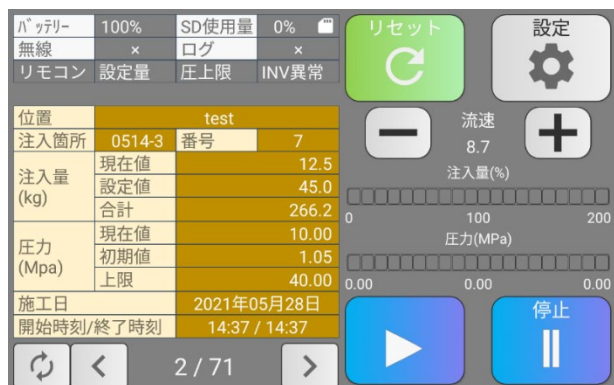 バッテリー 100% SD使用量 0%
無線 × ログ ×
リモコン 設定量 圧上限 INV異常
位置 test
注入箇所 0514-3 番号 7
注入量(kg) 現在値 12.5
設定値 45.0
合計 266.2
圧力(Mpa) 現在値 10.00
初期値 1.05
上限 40.00
施工日 2021年05月28日
開始時刻/終了時刻 14:37 / 14:37
2 / 71
リセット
設定
流速
8.7
注入量(%)
0 100 200
圧力(MPa)
0.00 0.00 0.00
停止